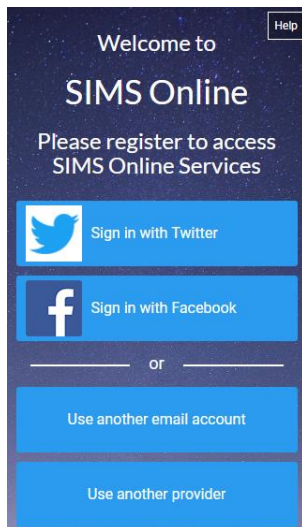 Help
Welcome to
SIMS Online
Please register to access
SIMS Online Services
Sign in with Twitter
Sign in with Facebook
or
Use another email account
Use another provider